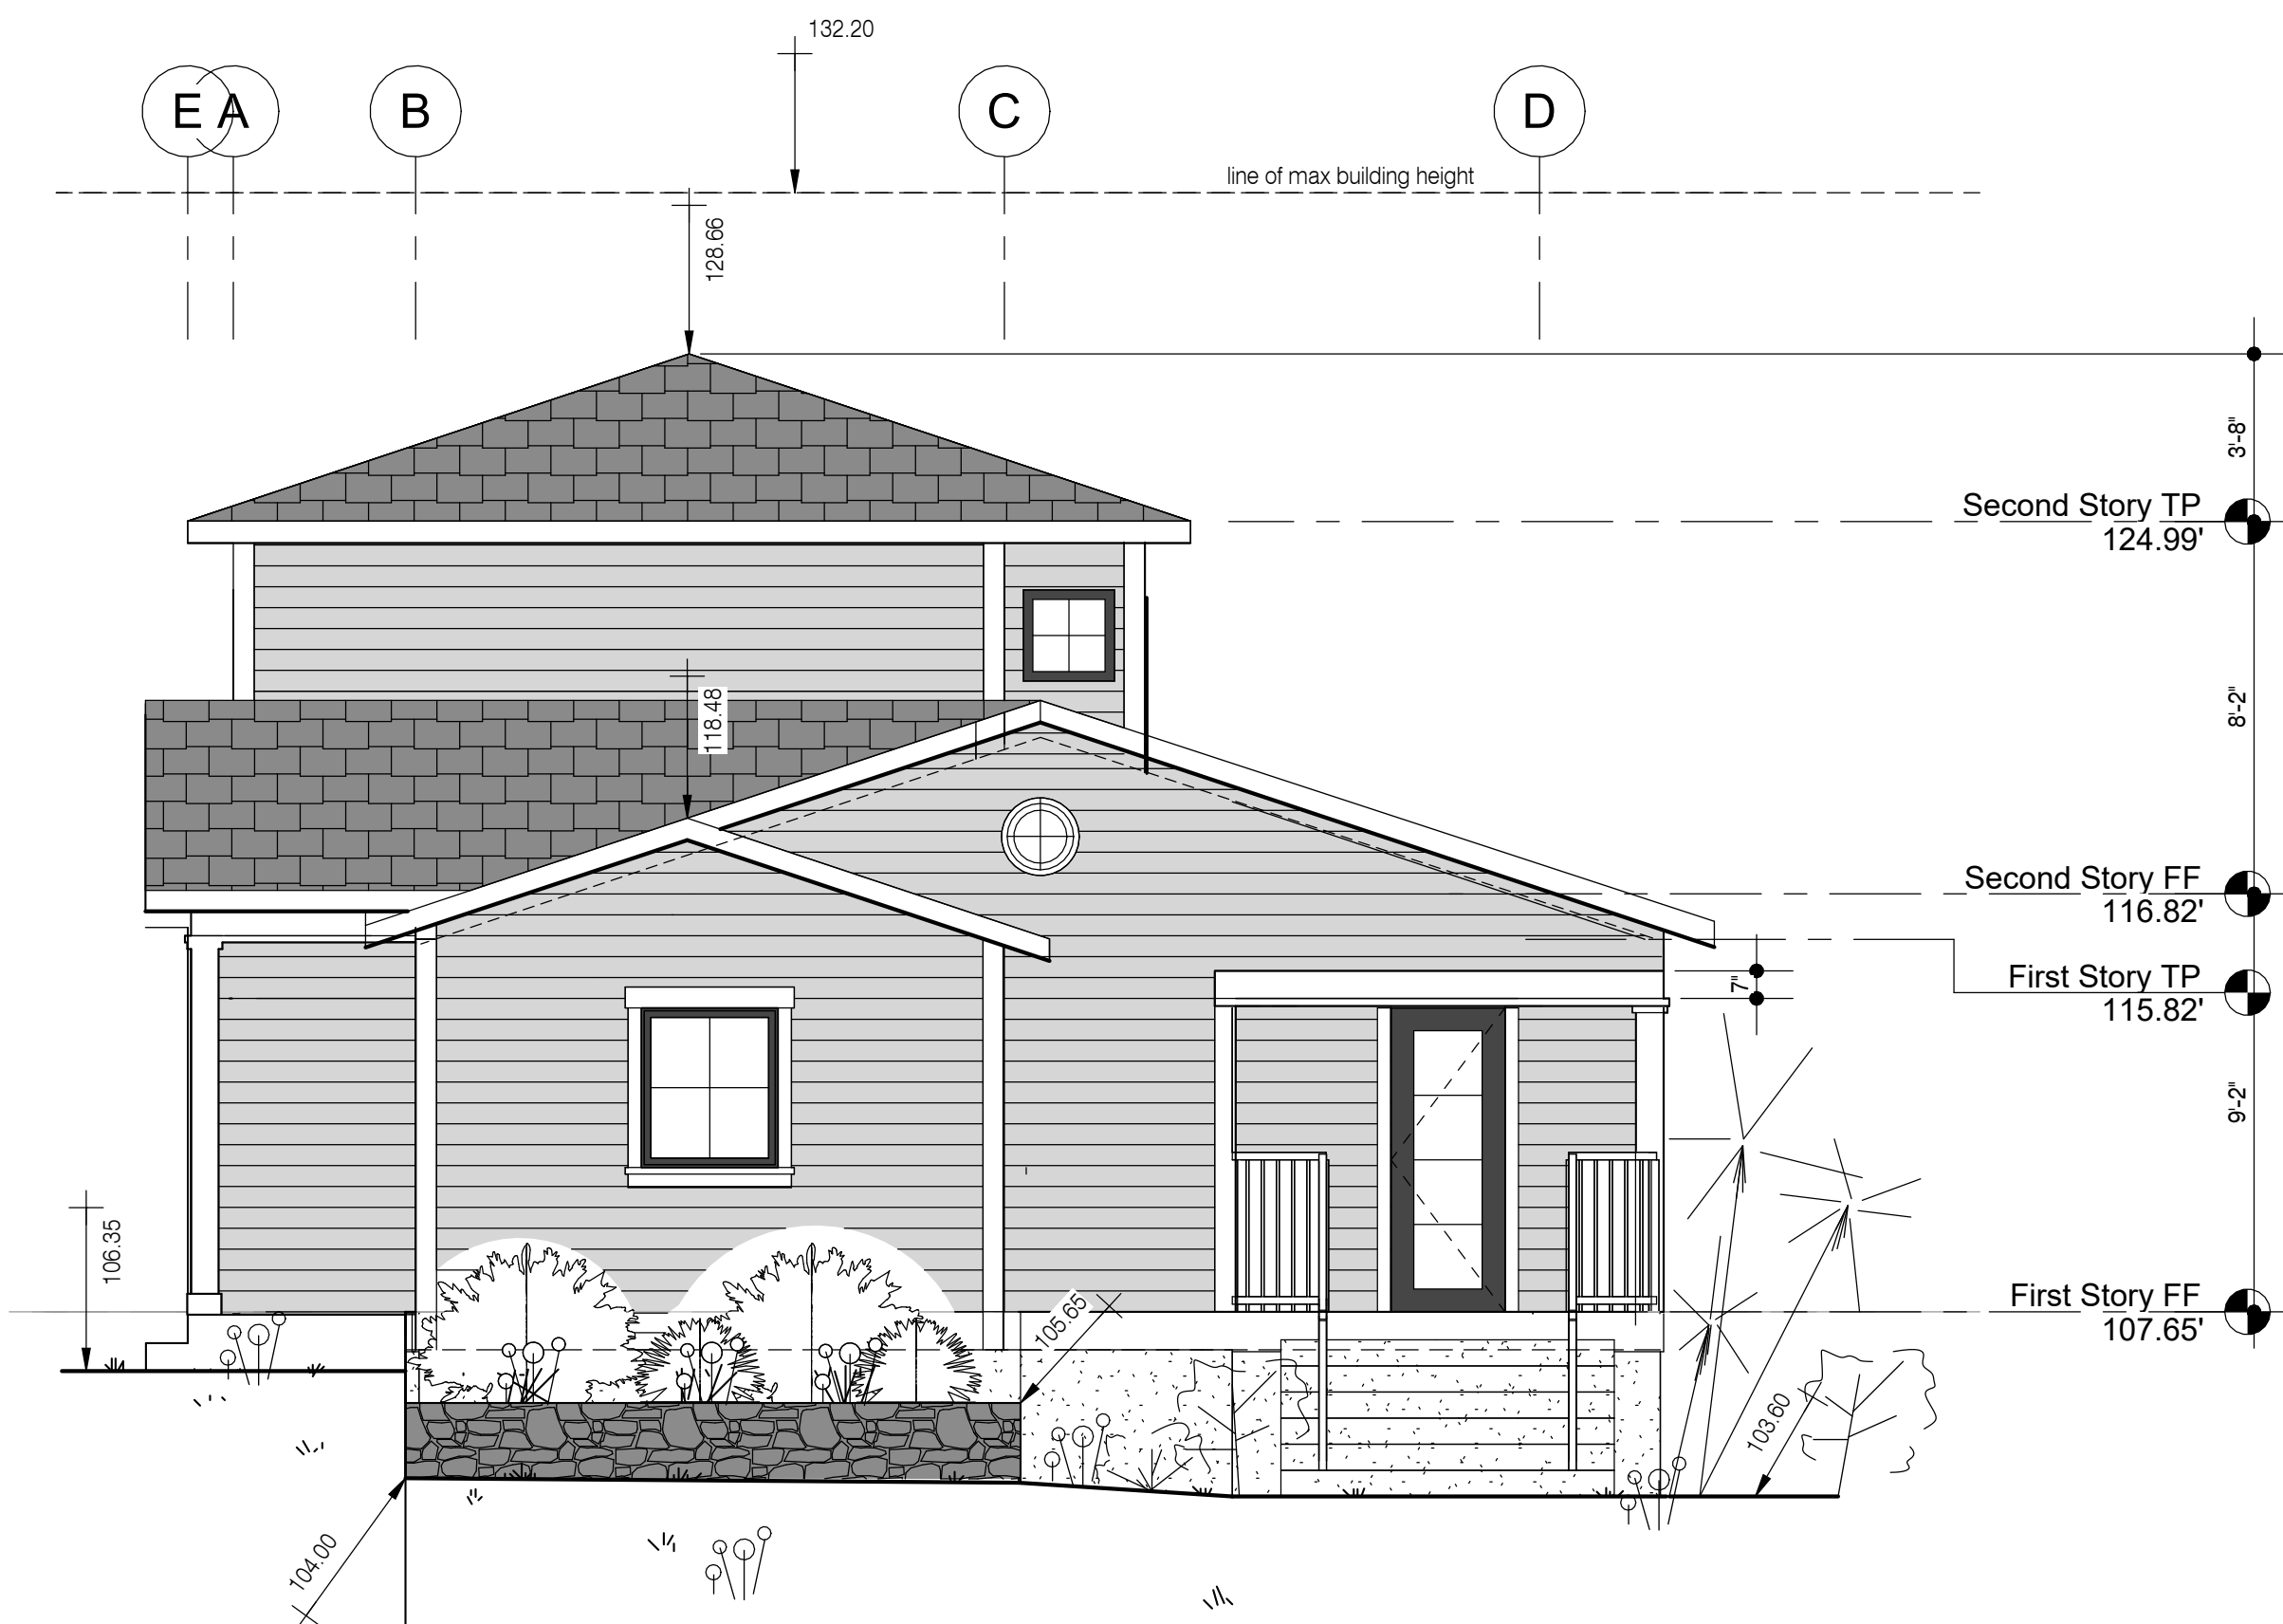 132.20
E A B C D
line of max building height
128.66
3'-8"
Second Story TP
124.99'
118.48
8'-2"
Second Story FF
116.82'
7"
First Story TP
115.82'
9'-2"
106.35
105.65
First Story FF
107.65'
103.60
104.00